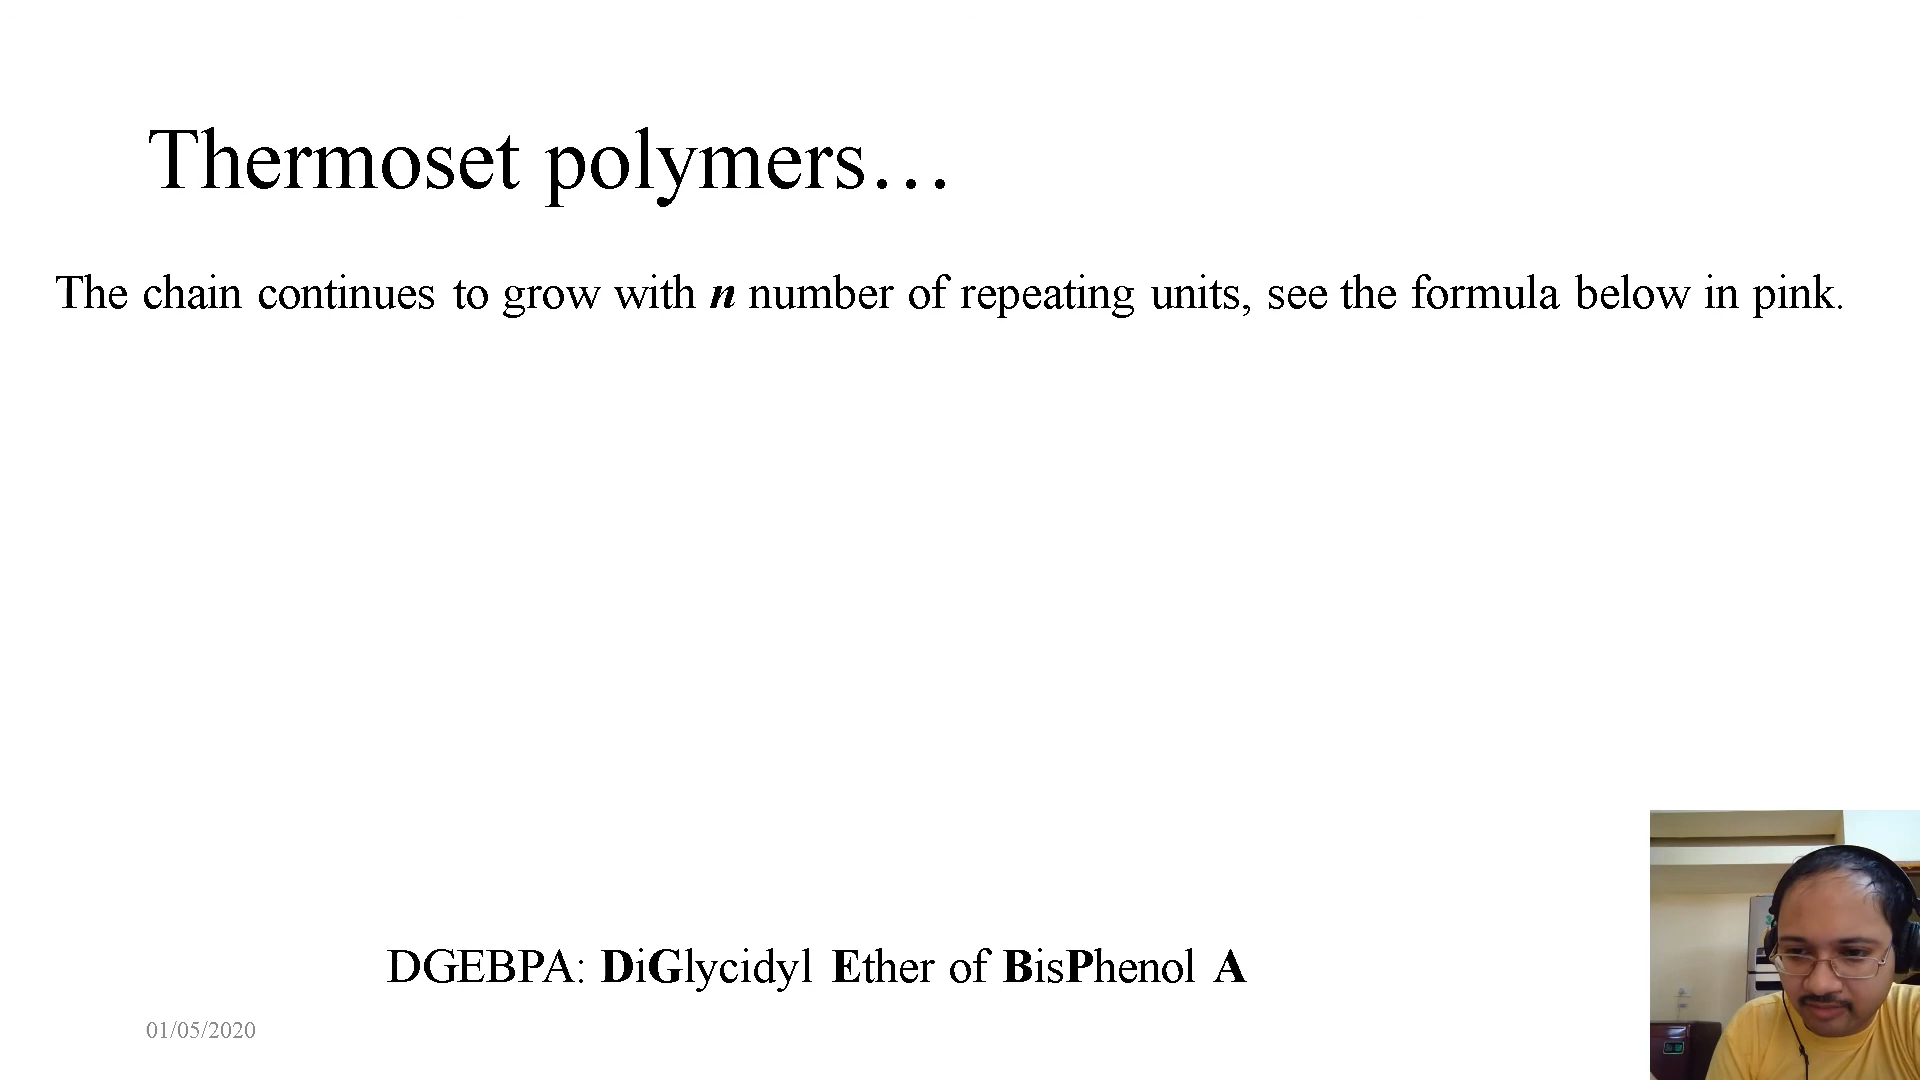 Thermoset polymers…
The chain continues to grow with n number of repeating units, see the formula below in pink.
DGEBPA: DiGlycidyl Ether of BisPhenol A
01/05/2020